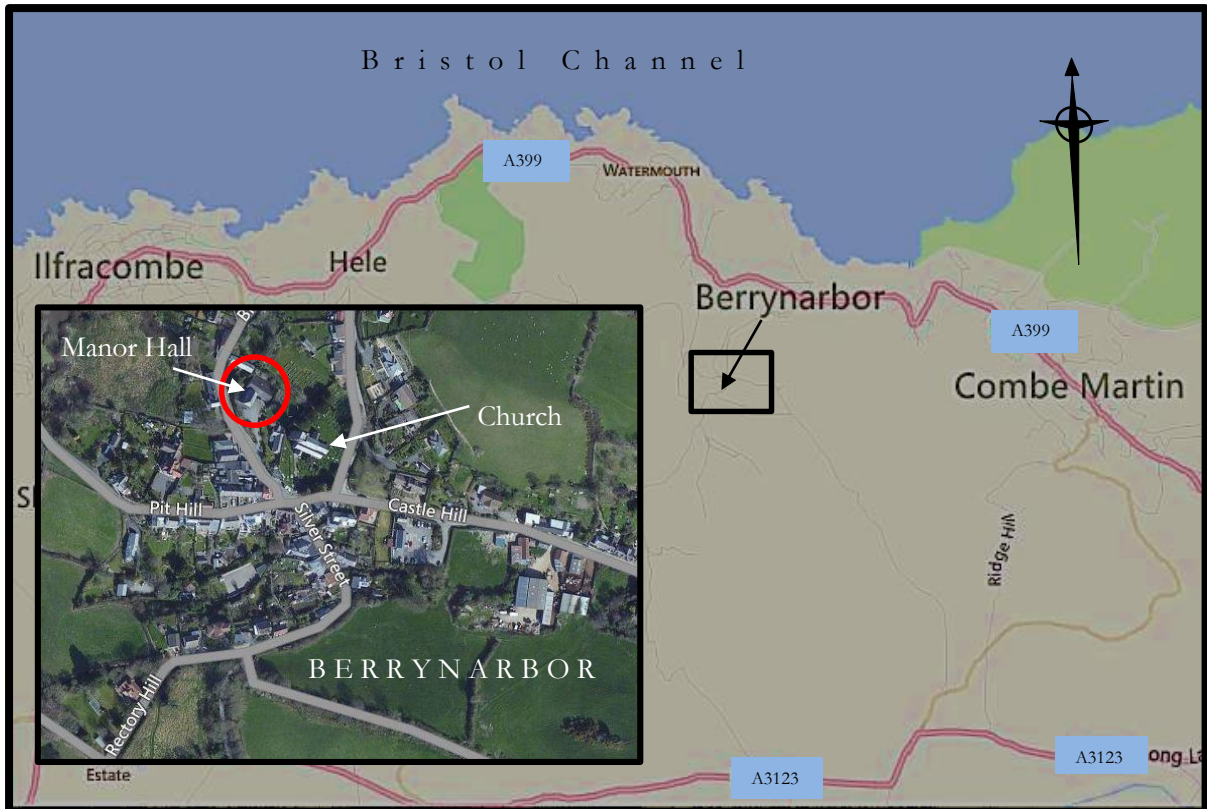 Bristol Channel
A399
WATERMOUTH
Ilfracombe
Hele
Berrynarbor
A399
Combe Martin
Manor Hall
Church
Pit Hill
Castle Hill
Silver Street
Ridge Hill
BERRYNARBOR
Rectory Hill
Estate
A3123
A3123